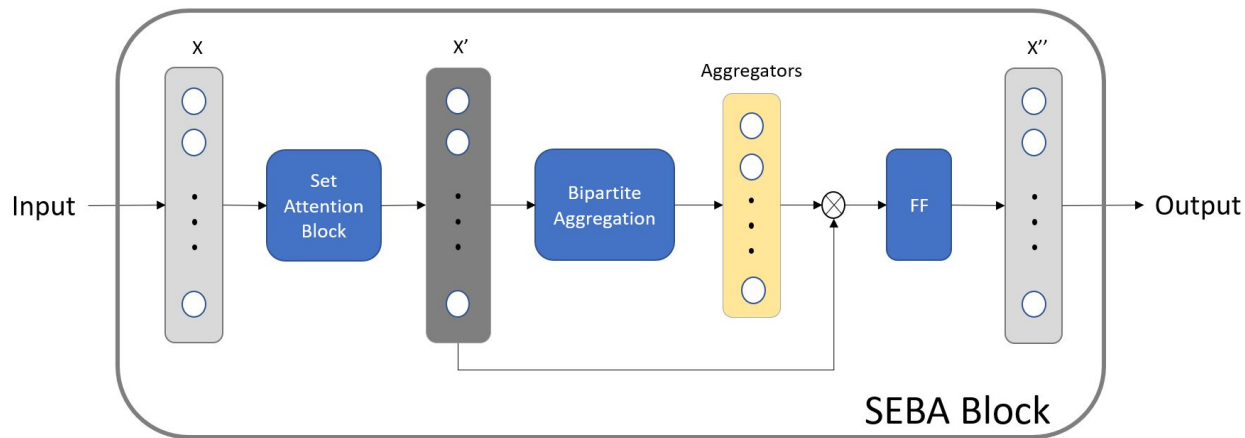 X
X’
Aggregators
X’’
Input
Set
Attention
Block
Bipartite
Aggregation
FF
Output
SEBA Block